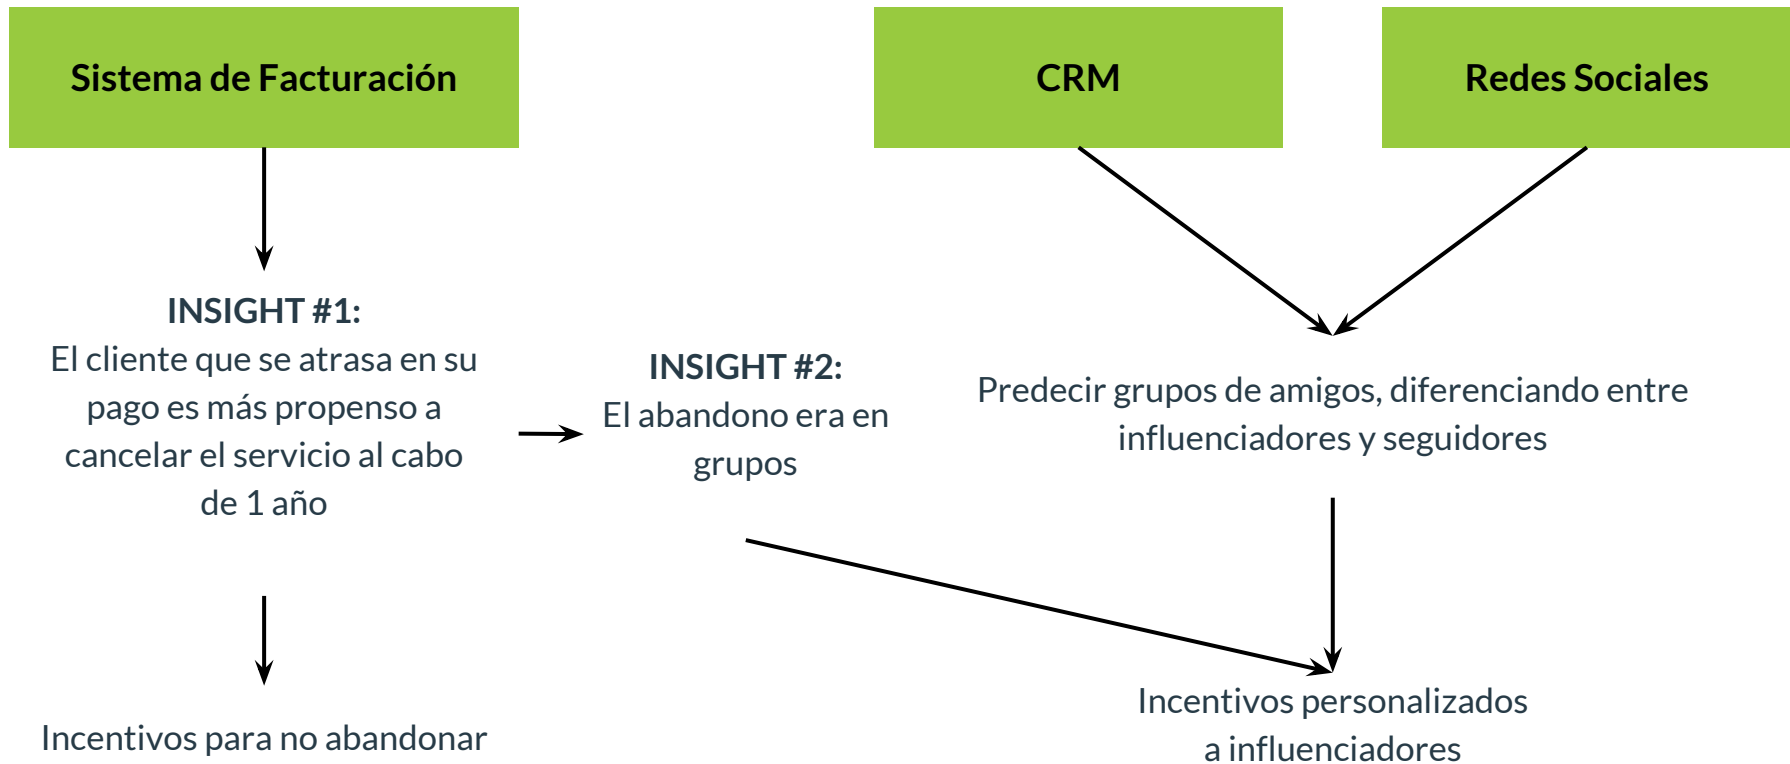 Sistema de Facturación
CRM
Redes Sociales
INSIGHT #1:
El cliente que se atrasa en su
pago es más propenso a
cancelar el servicio al cabo
de 1 año
INSIGHT #2:
El abandono era en
grupos
Predecir grupos de amigos, diferenciando entre
influenciadores y seguidores
Incentivos para no abandonar
Incentivos personalizados
a influenciadores